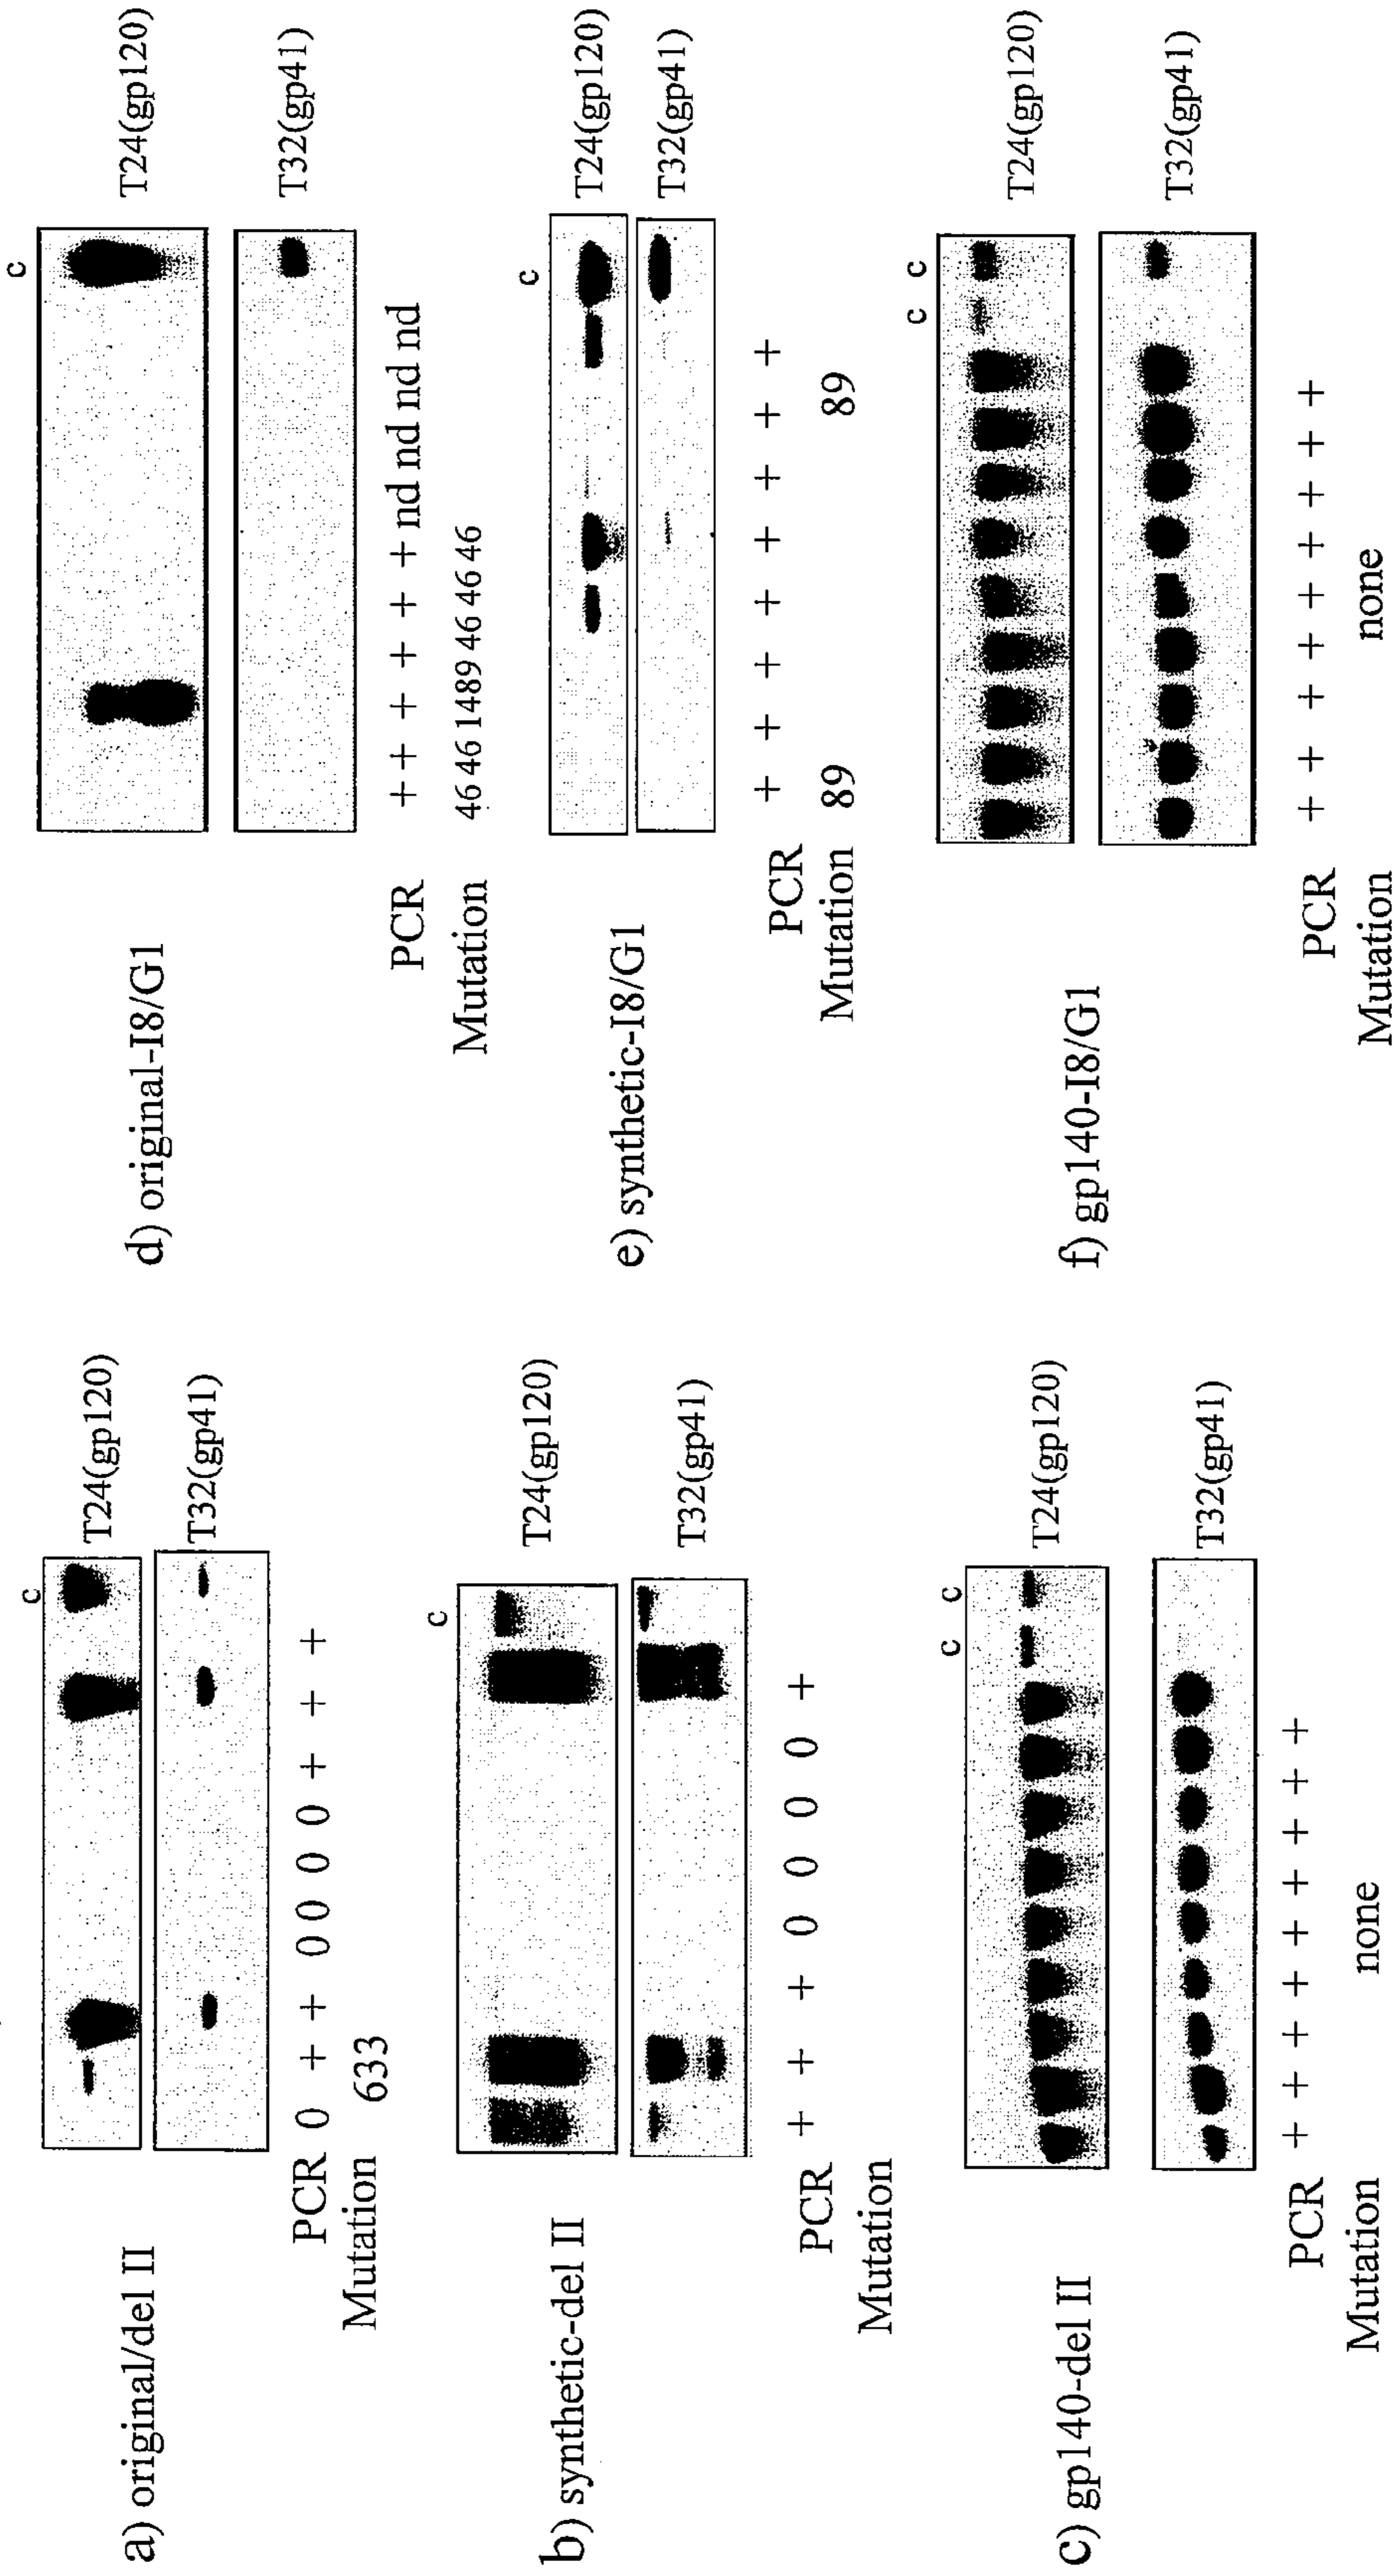 a) original/del II
c
T24(gp120)
T32(gp41)
PCR 0 + + 00 0 0 + + +
Mutation 633
b) synthetic-del II
c
T24(gp120)
T32(gp41)
PCR + + + 0 0 0 0 +
Mutation
c) gp140-del II
c c
T24(gp120)
T32(gp41)
PCR + + + + + + + + +
Mutation none
d) original-I8/G1
c
T24(gp120)
T32(gp41)
PCR ++ + + + + nd nd nd nd
Mutation 46 46 1489 46 46 46
e) synthetic-I8/G1
c
T24(gp120)
T32(gp41)
PCR + + + + + + + +
Mutation 89 89
f) gp140-I8/G1
c c
T24(gp120)
T32(gp41)
PCR + + + + + + + + +
Mutation none